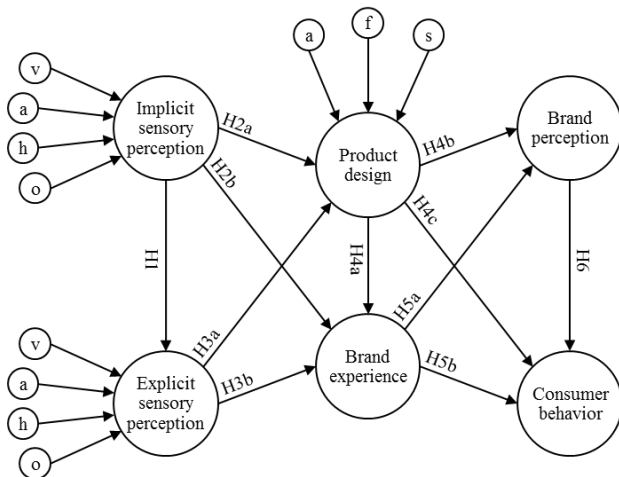 f
a
s
v
Implicit
sensory
perception
a
h
o
H2a
Product
design
H4b
Brand
perception
H2b
H4c
H1
H4a
H6
H3a
H5a
v
a
Explicit
sensory
perception
h
o
H3b
Brand
experience
H5b
Consumer
behavior